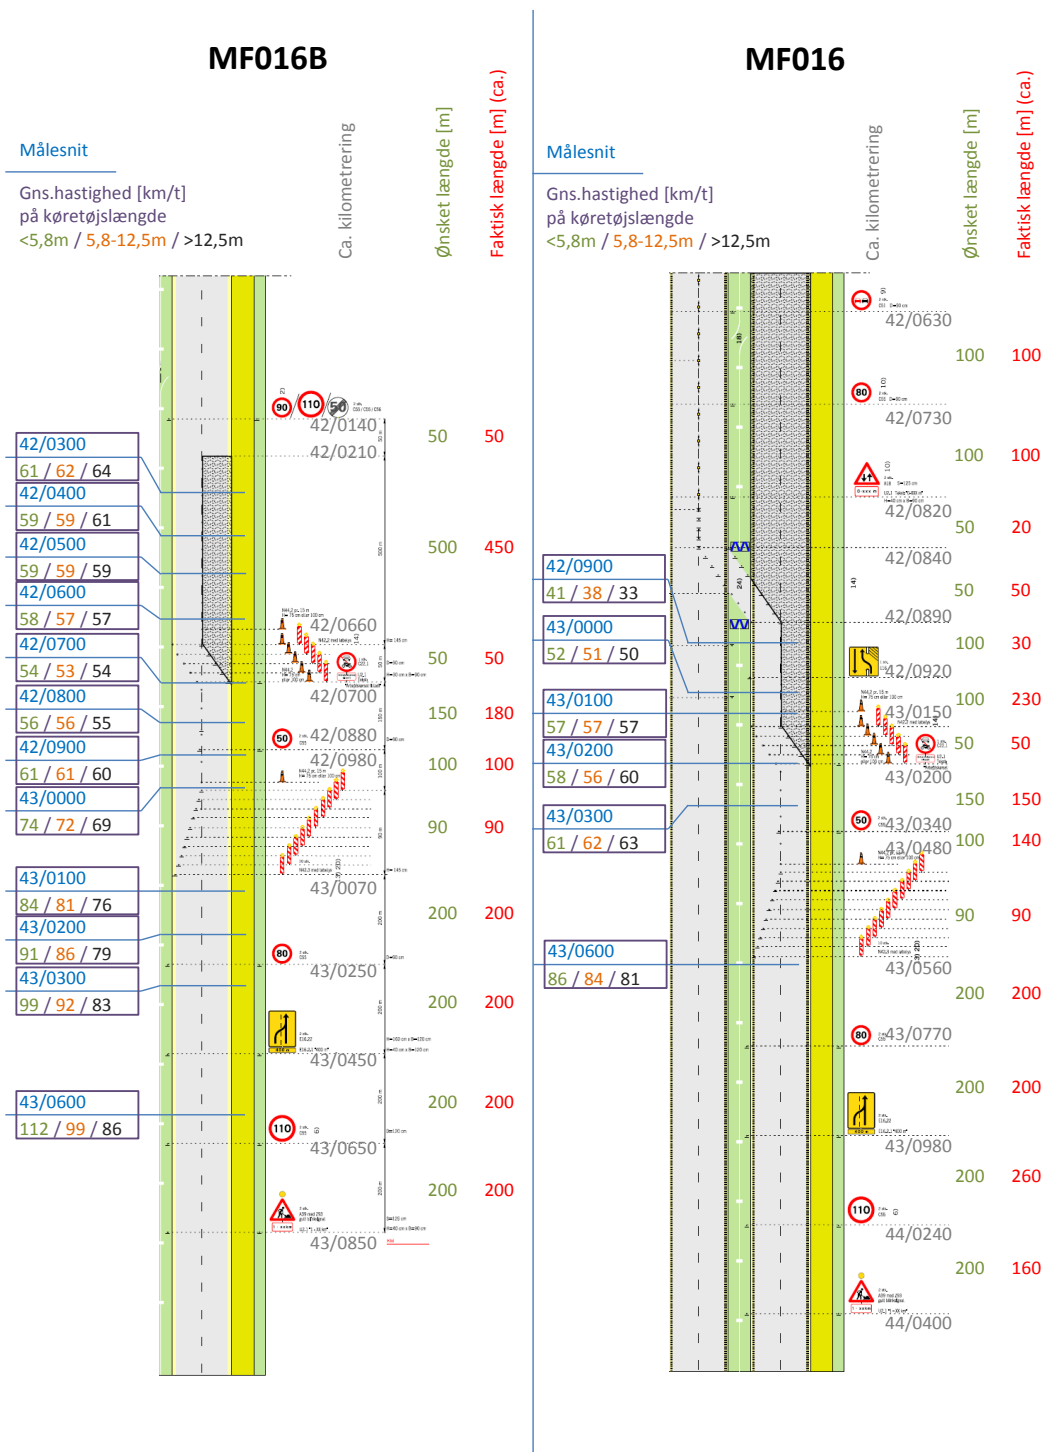 MF016B
Målesnit
Gns.hastighed [km/t]
på køretøjslængde
<5,8m / 5,8-12,5m / >12,5m
Ca. kilometrering
Ønsket længde [m]
Faktisk længde [m] (ca.)
90 / 110 / 50
42/0140
50 50
42/0210
42/0300
61 / 62 / 64
42/0400
59 / 59 / 61
42/0500
59 / 59 / 59
500 450
42/0600
58 / 57 / 57
42/0660
42/0700
54 / 53 / 54
50 50
42/0700
42/0800
56 / 56 / 55
150 180
50
42/0880
42/0900
61 / 61 / 60
42/0980
100 100
43/0000
74 / 72 / 69
90 90
43/0070
43/0100
84 / 81 / 76
200 200
43/0200
91 / 86 / 79
80
43/0250
43/0300
99 / 92 / 83
200 200
43/0450
43/0600
112 / 99 / 86
200 200
110
43/0650
200 200
43/0850
MF016
Målesnit
Gns.hastighed [km/t]
på køretøjslængde
<5,8m / 5,8-12,5m / >12,5m
Ca. kilometrering
Ønsket længde [m]
Faktisk længde [m] (ca.)
42/0630
100 100
80
42/0730
100 100
42/0820
50 20
42/0840
42/0900
41 / 38 / 33
50 50
42/0890
43/0000
52 / 51 / 50
100 30
42/0920
43/0100
57 / 57 / 57
100 230
43/0150
43/0200
58 / 56 / 60
50 50
43/0200
150 150
43/0300
61 / 62 / 63
50
43/0340
100 140
43/0480
90 90
43/0600
86 / 84 / 81
43/0560
200 200
80
43/0770
200 200
43/0980
200 260
110
44/0240
200 160
44/0400